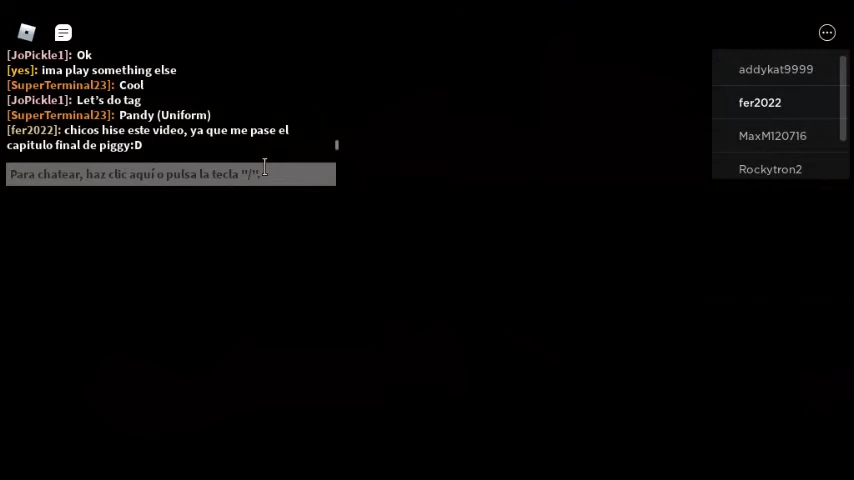 [JoPickle1]: Ok
[yes]: ima play something else
[SuperTerminal23]: Cool
[JoPickle1]: Let's do tag
[SuperTerminal23]: Pandy (Uniform)
[fer2022]: chicos hise este video, ya que me pase el
capitulo final de piggy:D
Para chatear, haz clic aquí o pulsa la tecla "/".
addykat9999
fer2022
MaxM120716
Rockytron2